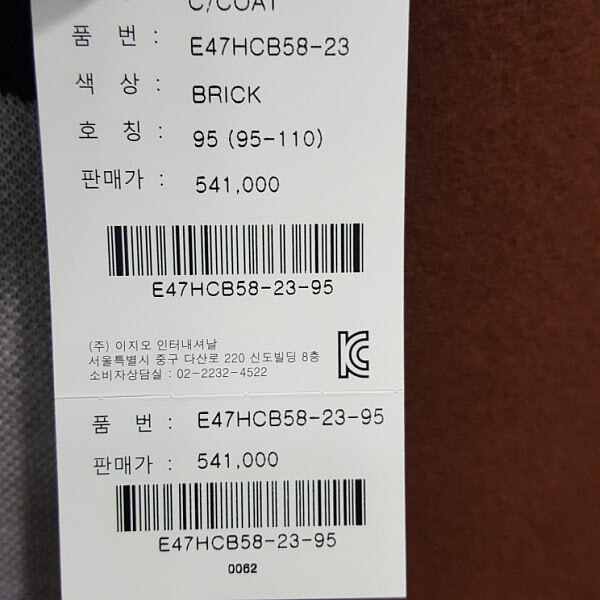 C/COAT
품 번 : E47HCB58-23
색 상 : BRICK
호 칭 : 95 (95-110)
판매가 : 541,000
E47HCB58-23-95
(주) 이지오 인터내셔날
서울특별시 중구 다산로 220 신도빌딩 8층
소비자상담실 : 02-2232-4522
품 번 : E47HCB58-23-95
판매가 : 541,000
E47HCB58-23-95
0062